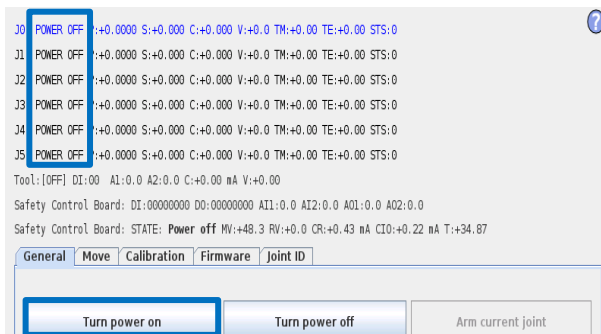 J0 POWER OFF :+0.0000 S:+0.000 C:+0.000 V:+0.0 TM:+0.00 TE:+0.00 STS:0
J1 POWER OFF :+0.0000 S:+0.000 C:+0.000 V:+0.0 TM:+0.00 TE:+0.00 STS:0
J2 POWER OFF :+0.0000 S:+0.000 C:+0.000 V:+0.0 TM:+0.00 TE:+0.00 STS:0
J3 POWER OFF :+0.0000 S:+0.000 C:+0.000 V:+0.0 TM:+0.00 TE:+0.00 STS:0
J4 POWER OFF :+0.0000 S:+0.000 C:+0.000 V:+0.0 TM:+0.00 TE:+0.00 STS:0
J5 POWER OFF :+0.0000 S:+0.000 C:+0.000 V:+0.0 TM:+0.00 TE:+0.00 STS:0
Tool:[OFF] DI:00 A1:0.0 A2:0.0 C:+0.00 mA V:+0.00
Safety Control Board: DI:00000000 DO:00000000 AI1:0.0 AI2:0.0 AO1:0.0 AO2:0.0
Safety Control Board: STATE: Power off MV:+48.3 RV:+0.0 CR:+0.43 mA CIO:+0.22 mA T:+34.87
General Move Calibration Firmware Joint ID
Turn power on Turn power off Arm current joint
?